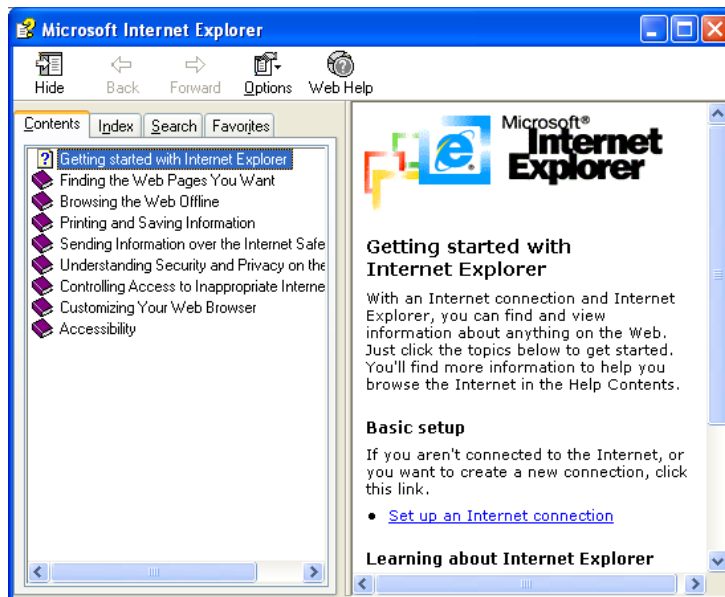 Microsoft Internet Explorer
Hide Back Forward Options Web Help
Contents Index Search Favorites
Getting started with Internet Explorer
Finding the Web Pages You Want
Browsing the Web Offline
Printing and Saving Information
Sending Information over the Internet Safe
Understanding Security and Privacy on the
Controlling Access to Inappropriate Interne
Customizing Your Web Browser
Accessibility
Microsoft®
Internet
Explorer
Getting started with
Internet Explorer
With an Internet connection and Internet
Explorer, you can find and view
information about anything on the Web.
Just click the topics below to get started.
You'll find more information to help you
browse the Internet in the Help Contents.
Basic setup
If you aren't connected to the Internet, or
you want to create a new connection, click
this link.
• Set up an Internet connection
Learning about Internet Explorer